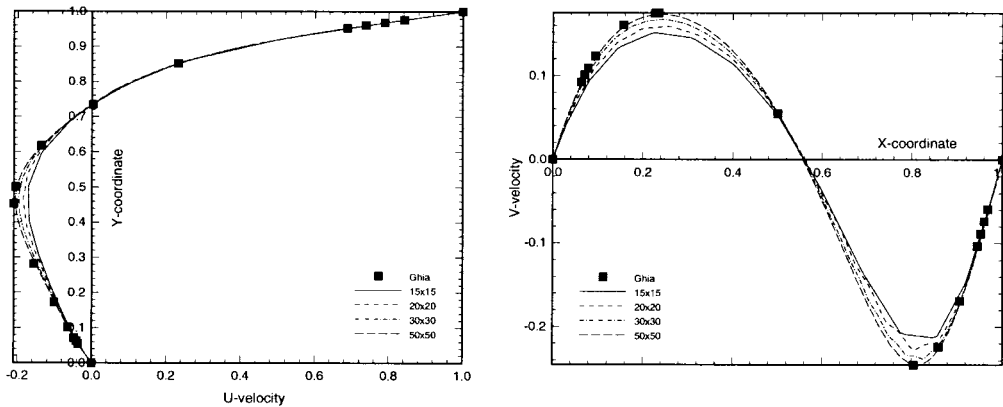 1.0
0.9
0.8
0.7
0.6
0.5
0.4
0.3
0.2
0.1
0.0
Y-coordinate
Ghia
15x15
20x20
30x30
50x50
-0.2 0.0 0.2 0.4 0.6 0.8 1.0
U-velocity
0.1
0.0
-0.1
-0.2
V-velocity
X-coordinate
0.0 0.2 0.4 0.6 0.8 1.0
Ghia
15x15
20x20
30x30
50x50